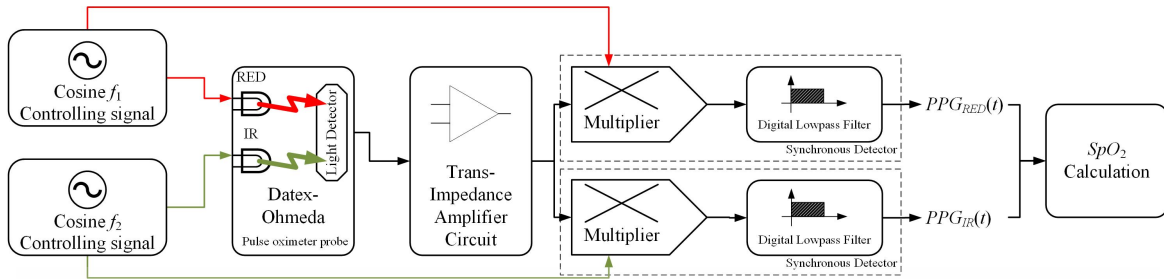 Cosine f1
Controlling signal
Cosine f2
Controlling signal
RED
IR
Light Detector
Datex-
Ohmeda
Pulse oximeter probe
Trans-
Impedance
Amplifier
Circuit
Multiplier
Digital Lowpass Filter
Synchronous Detector
PPGRED(t)
Multiplier
Digital Lowpass Filter
Synchronous Detector
PPGIR(t)
SpO2
Calculation